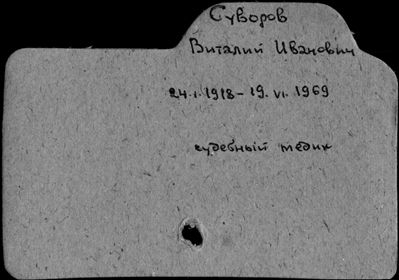 Суворов
Виталий Иванович
24.I.1918 - 19.VI.1969
судебный медик